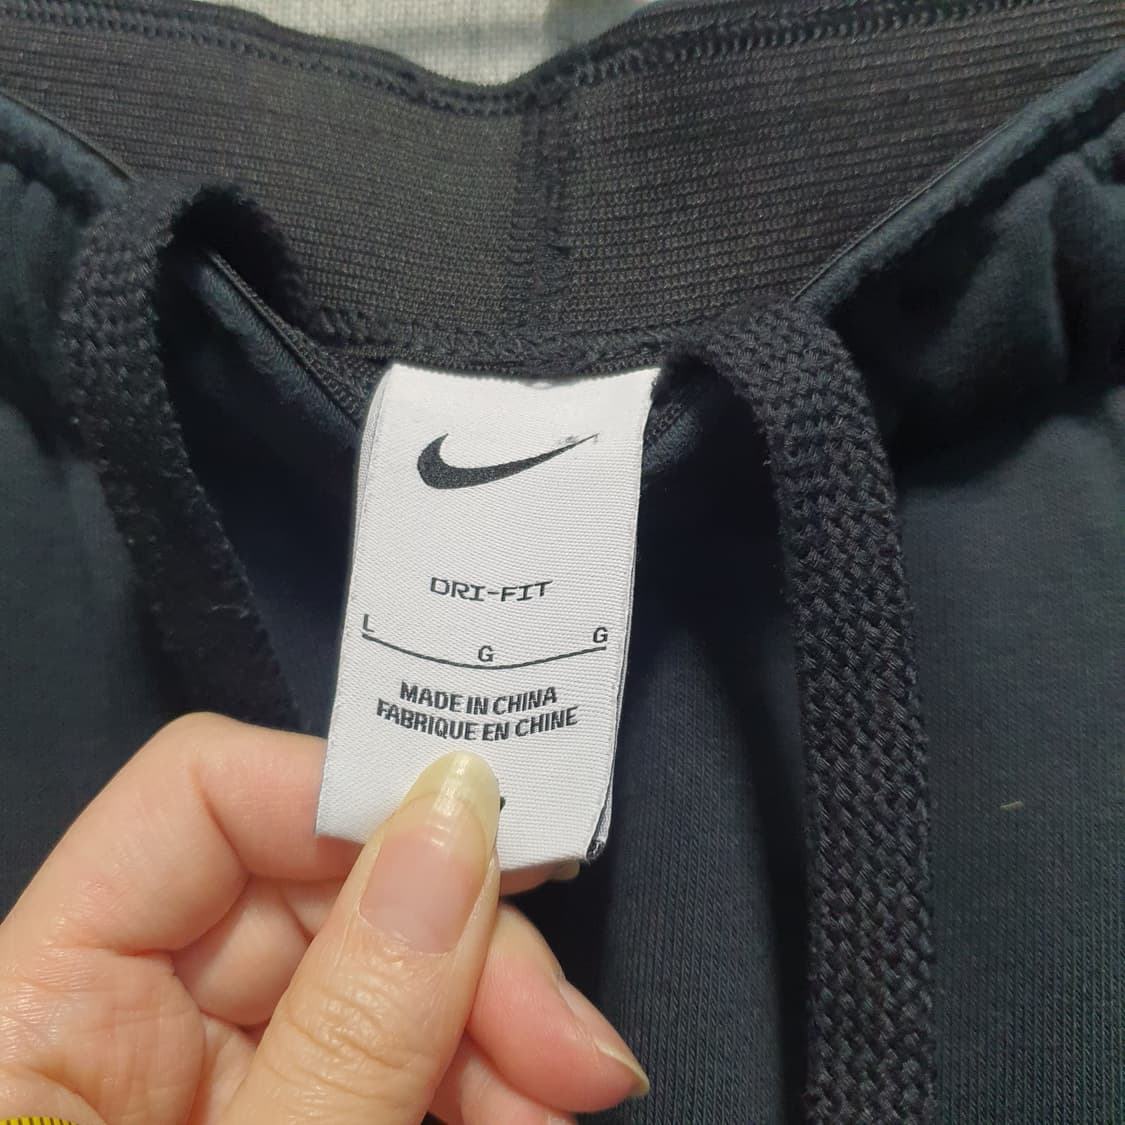 DRI-FIT
L G G
MADE IN CHINA
FABRIQUE EN CHINE